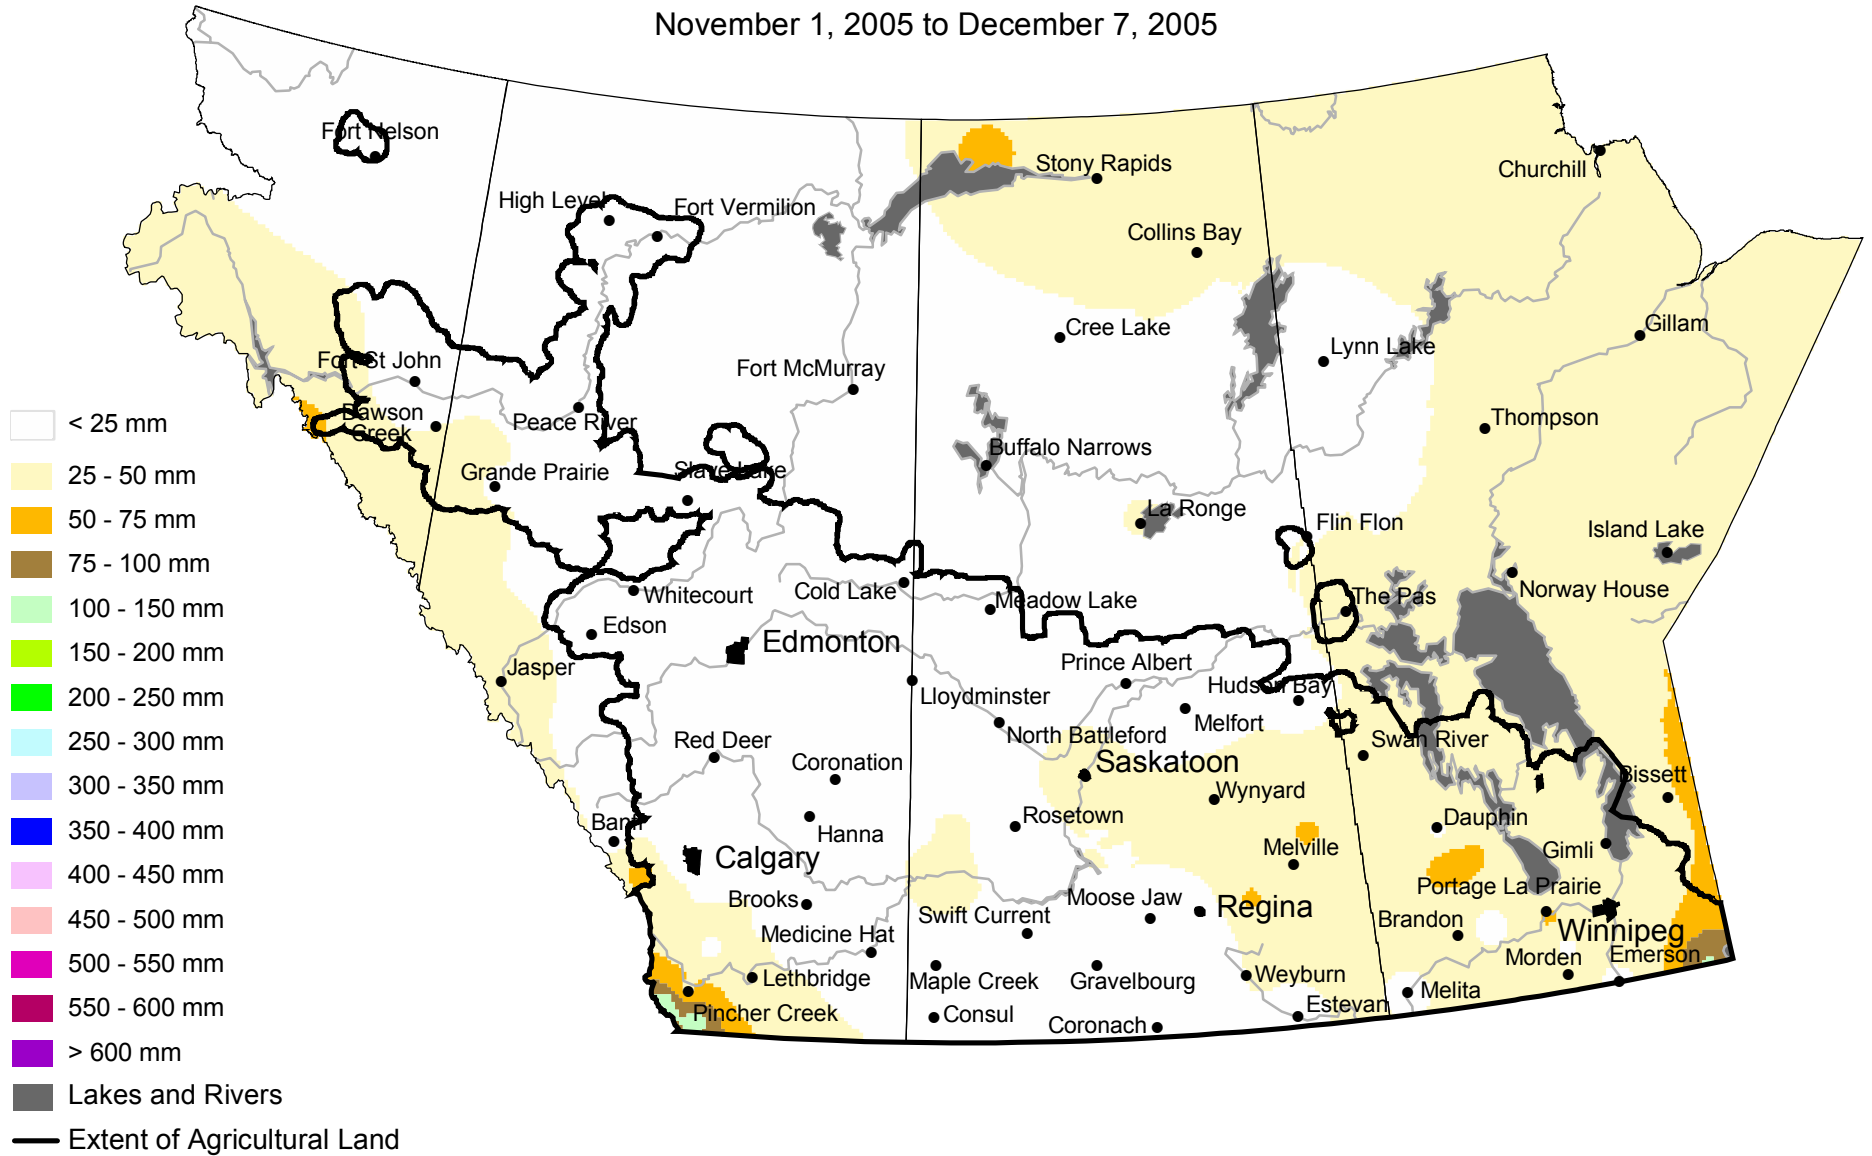 November 1, 2005 to December 7, 2005
Fort Nelson
High Level
Fort Vermilion
Stony Rapids
Churchill
Collins Bay
Fort St John
Fort McMurray
Cree Lake
Lynn Lake
Gillam
Dawson
Creek
Peace River
Thompson
Grande Prairie
Slave Lake
Buffalo Narrows
La Ronge
Flin Flon
Island Lake
Whitecourt
Cold Lake
Meadow Lake
The Pas
Norway House
Edson
Edmonton
Jasper
Lloydminster
Prince Albert
Hudson Bay
Melfort
North Battleford
Red Deer
Coronation
Saskatoon
Swan River
Bissett
Wynyard
Banff
Hanna
Rosetown
Dauphin
Calgary
Melville
Gimli
Brooks
Moose Jaw
Regina
Portage La Prairie
Swift Current
Brandon
Winnipeg
Medicine Hat
Lethbridge
Maple Creek
Gravelbourg
Weyburn
Morden
Emerson
Pincher Creek
Consul
Coronach
Estevan
Melita
< 25 mm
25 - 50 mm
50 - 75 mm
75 - 100 mm
100 - 150 mm
150 - 200 mm
200 - 250 mm
250 - 300 mm
300 - 350 mm
350 - 400 mm
400 - 450 mm
450 - 500 mm
500 - 550 mm
550 - 600 mm
> 600 mm
Lakes and Rivers
Extent of Agricultural Land